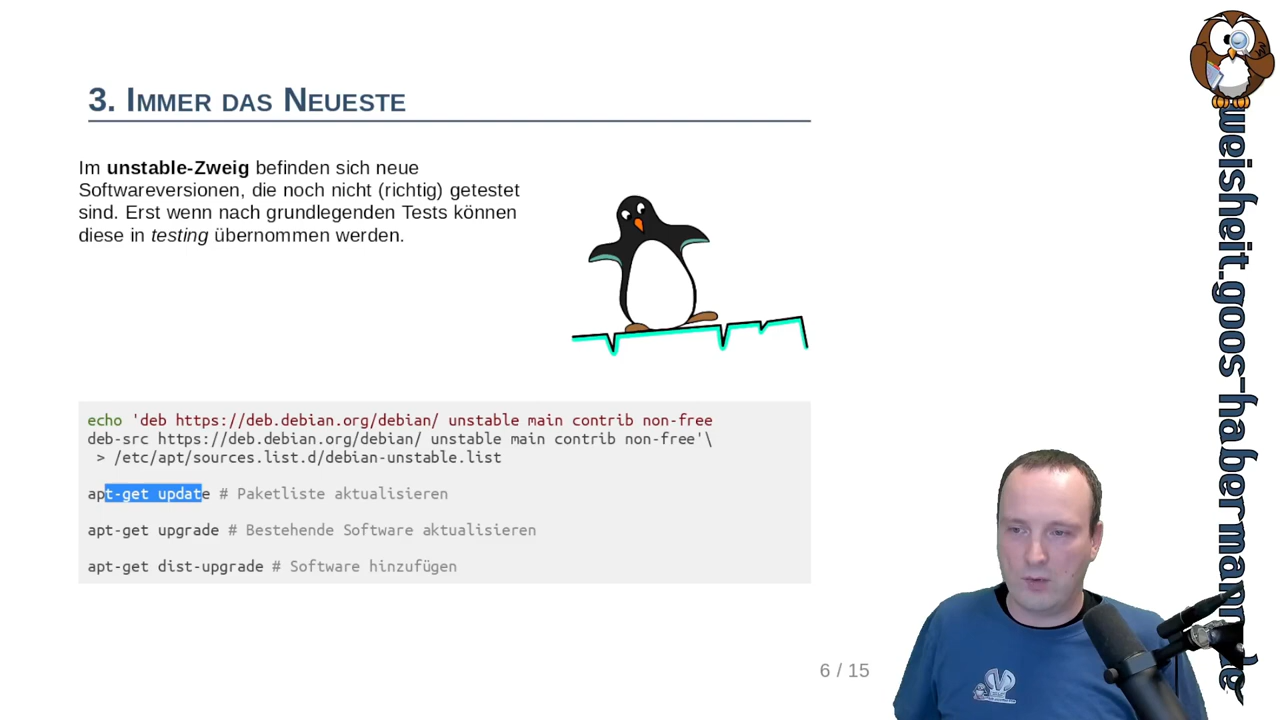 3. Immer das Neueste
Im unstable-Zweig befinden sich neue
Softwareversionen, die noch nicht (richtig) getestet
sind. Erst wenn nach grundlegenden Tests können
diese in testing übernommen werden.
echo 'deb https://deb.debian.org/debian/ unstable main contrib non-free
deb-src https://deb.debian.org/debian/ unstable main contrib non-free'\
> /etc/apt/sources.list.d/debian-unstable.list
apt-get update # Paketliste aktualisieren
apt-get upgrade # Bestehende Software aktualisieren
apt-get dist-upgrade # Software hinzufügen
6 / 15
weisheit.goos-habermann.de